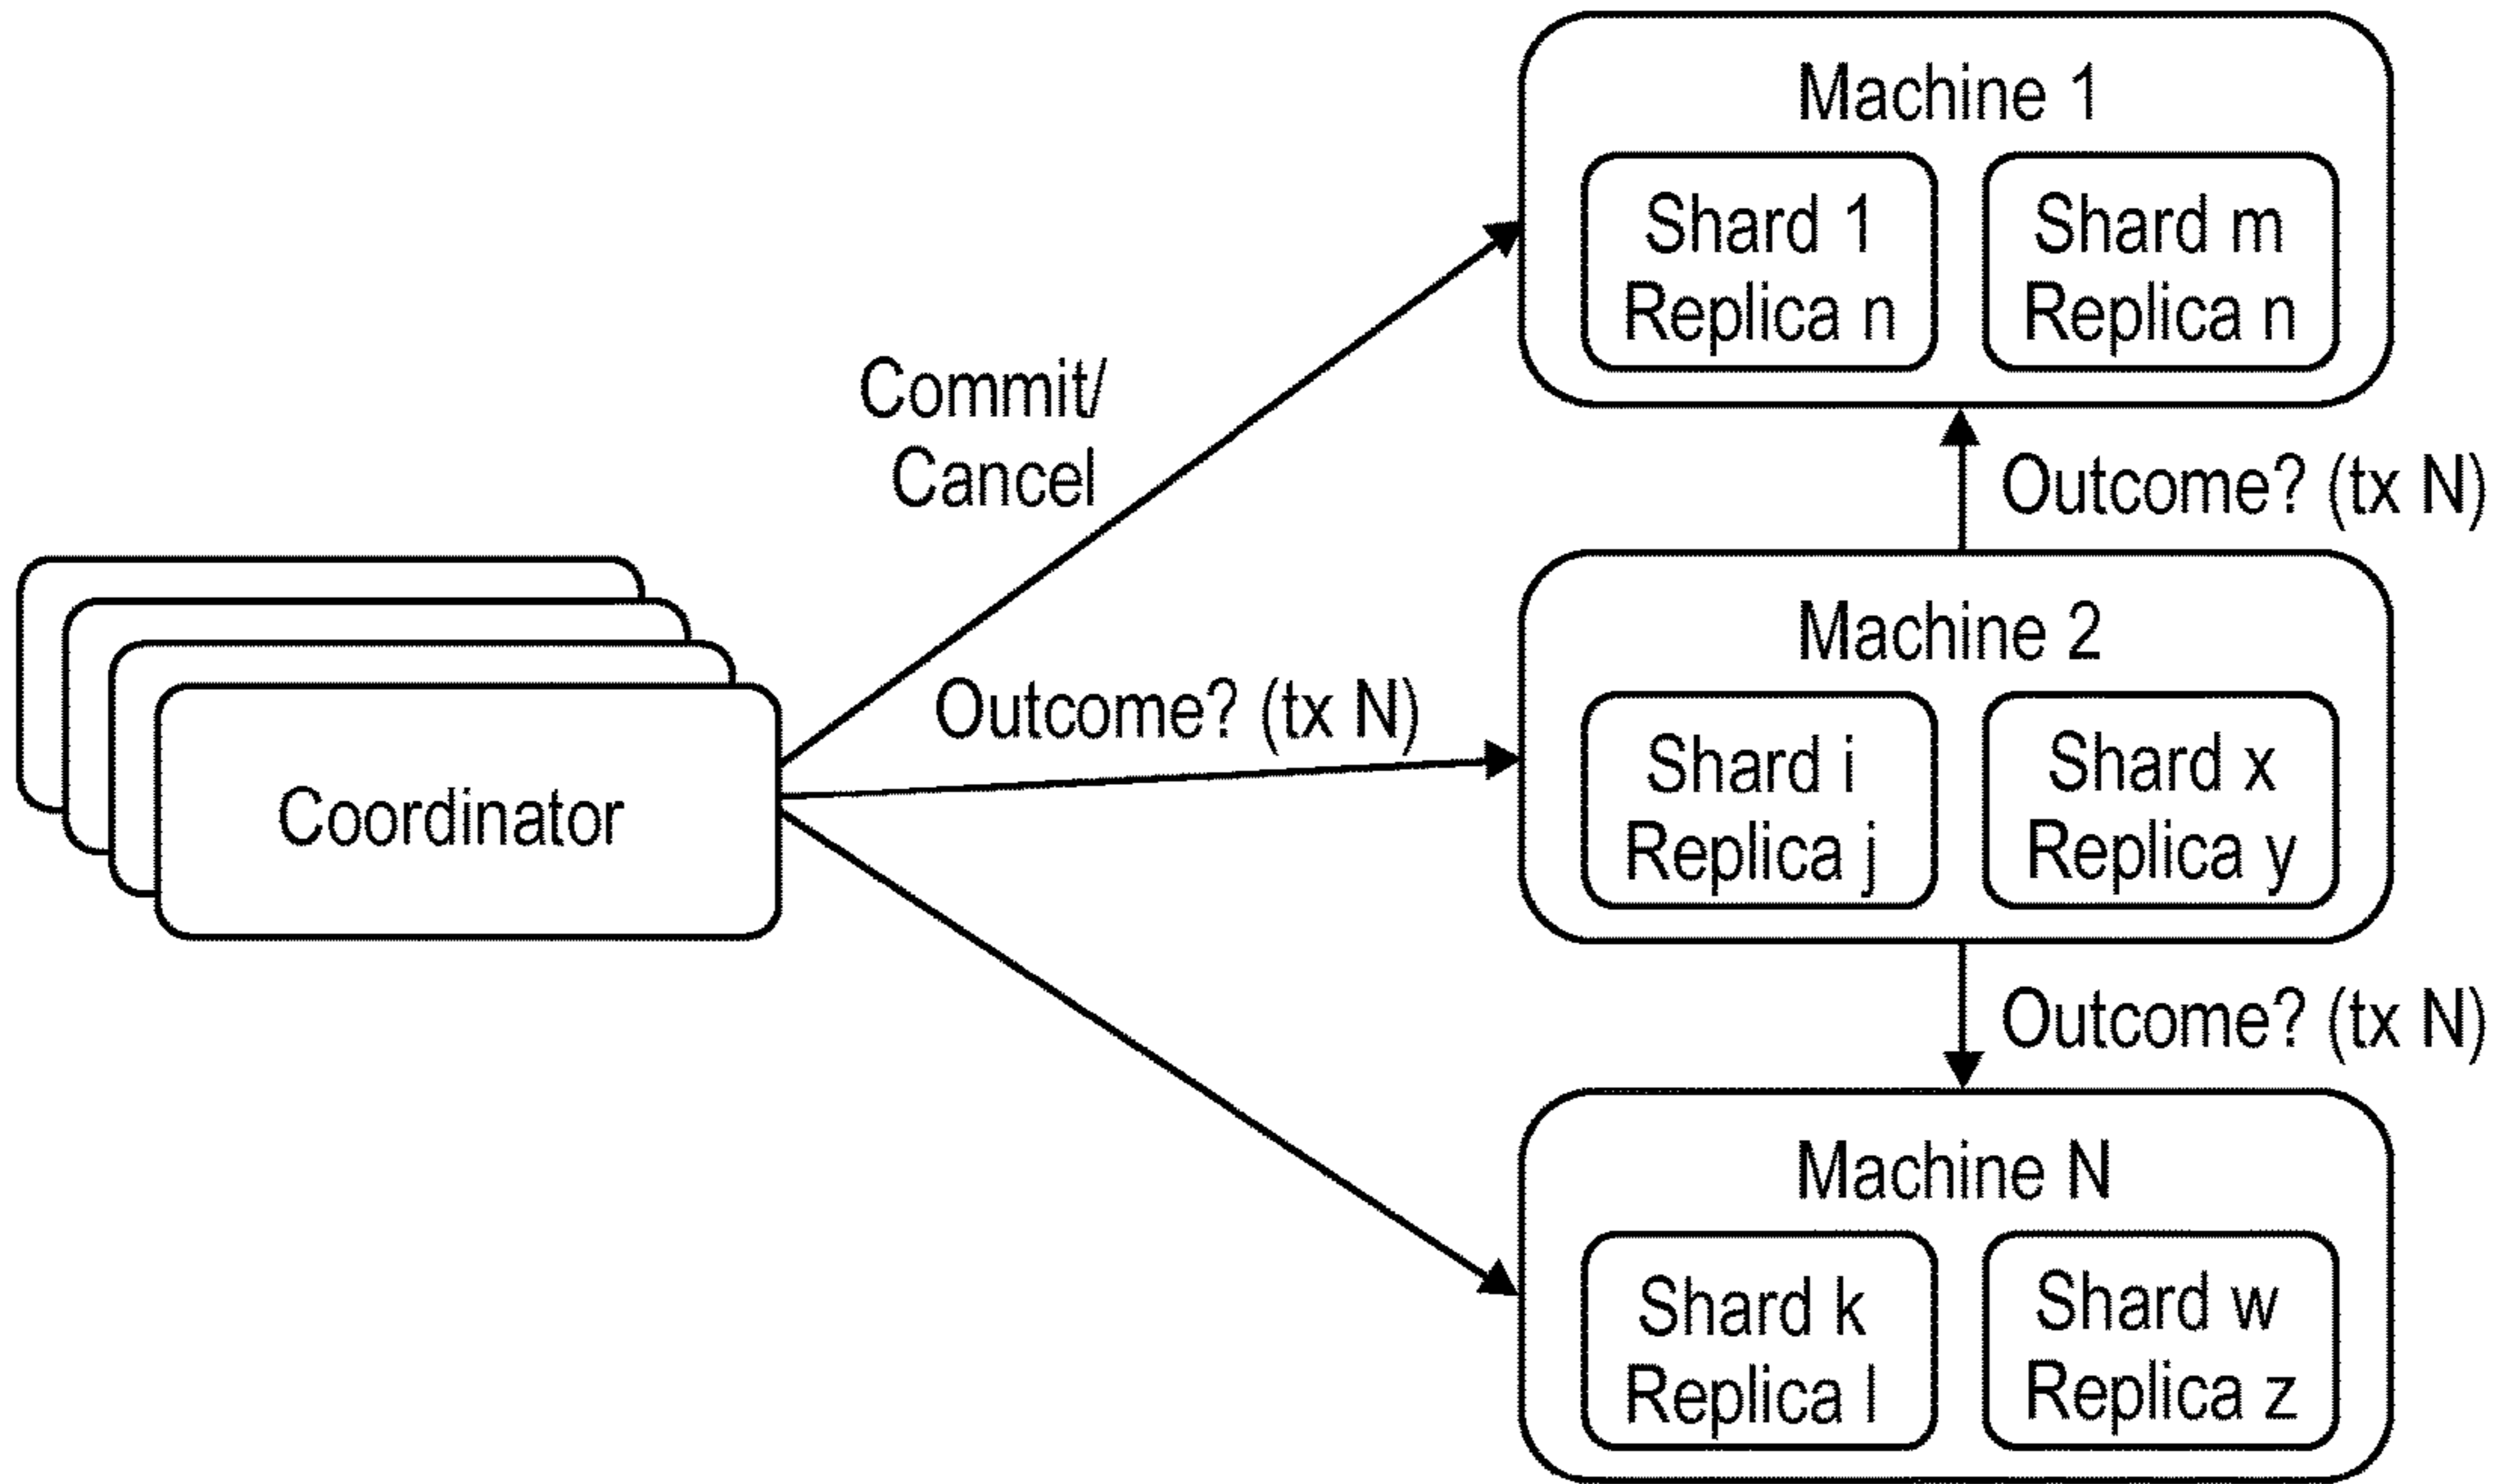 Machine 1
Shard 1
Replica n
Shard m
Replica n
Commit/
Cancel
Outcome? (tx N)
Machine 2
Outcome? (tx N)
Shard i
Replica j
Shard x
Replica y
Coordinator
Outcome? (tx N)
Machine N
Shard k
Replica l
Shard w
Replica z